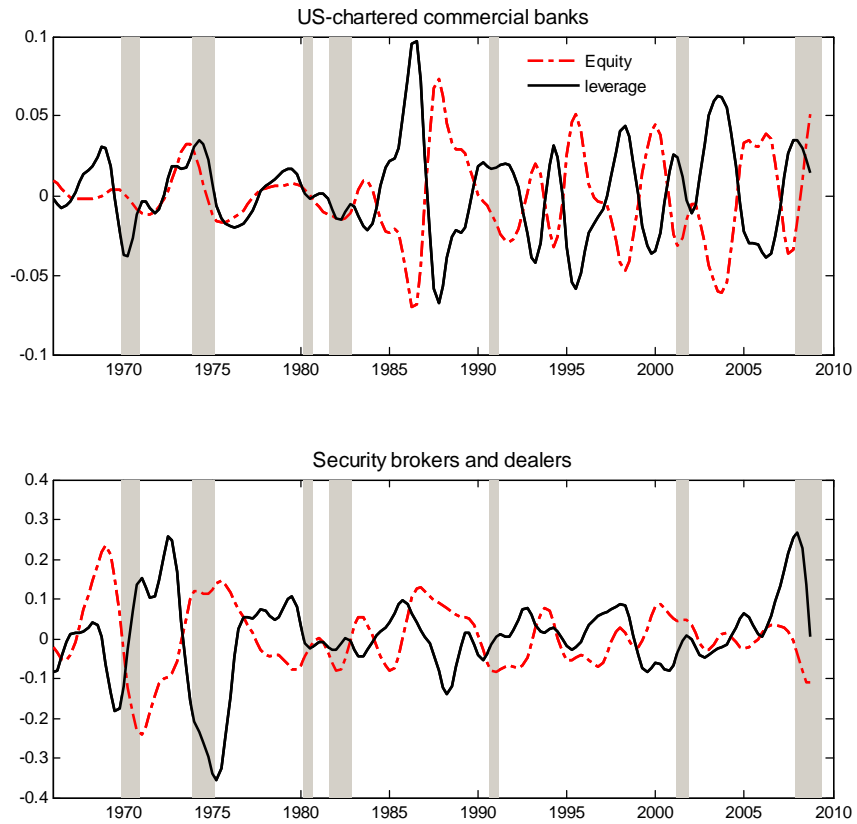 US-chartered commercial banks
0.1
0.05
0
-0.05
-0.1
Equity
leverage
1970 1975 1980 1985 1990 1995 2000 2005 2010
Security brokers and dealers
0.4
0.3
0.2
0.1
0
-0.1
-0.2
-0.3
-0.4
1970 1975 1980 1985 1990 1995 2000 2005 2010